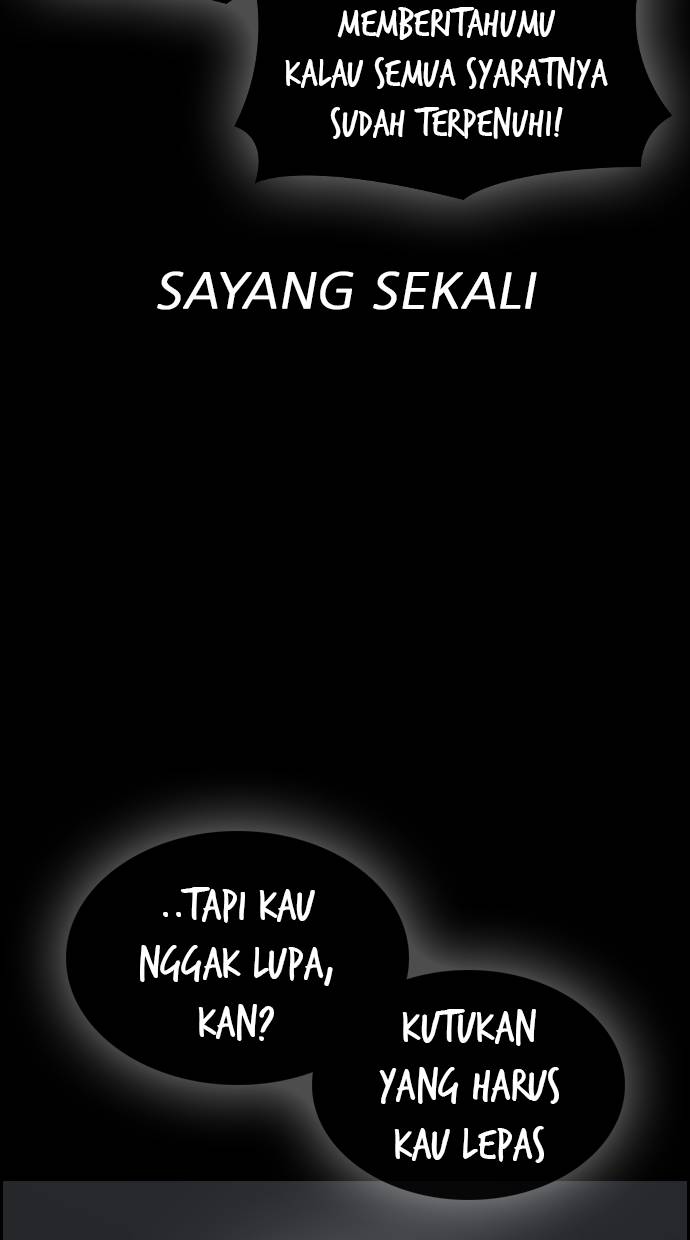 MEMBERITAHUMU
KALAU SEMUA SYARATNYA
SUDAH TERPENUHI!
SAYANG SEKALI
..TAPI KAU
NGGAK LUPA,
KAN?
KUTUKAN
YANG HARUS
KAU LEPAS